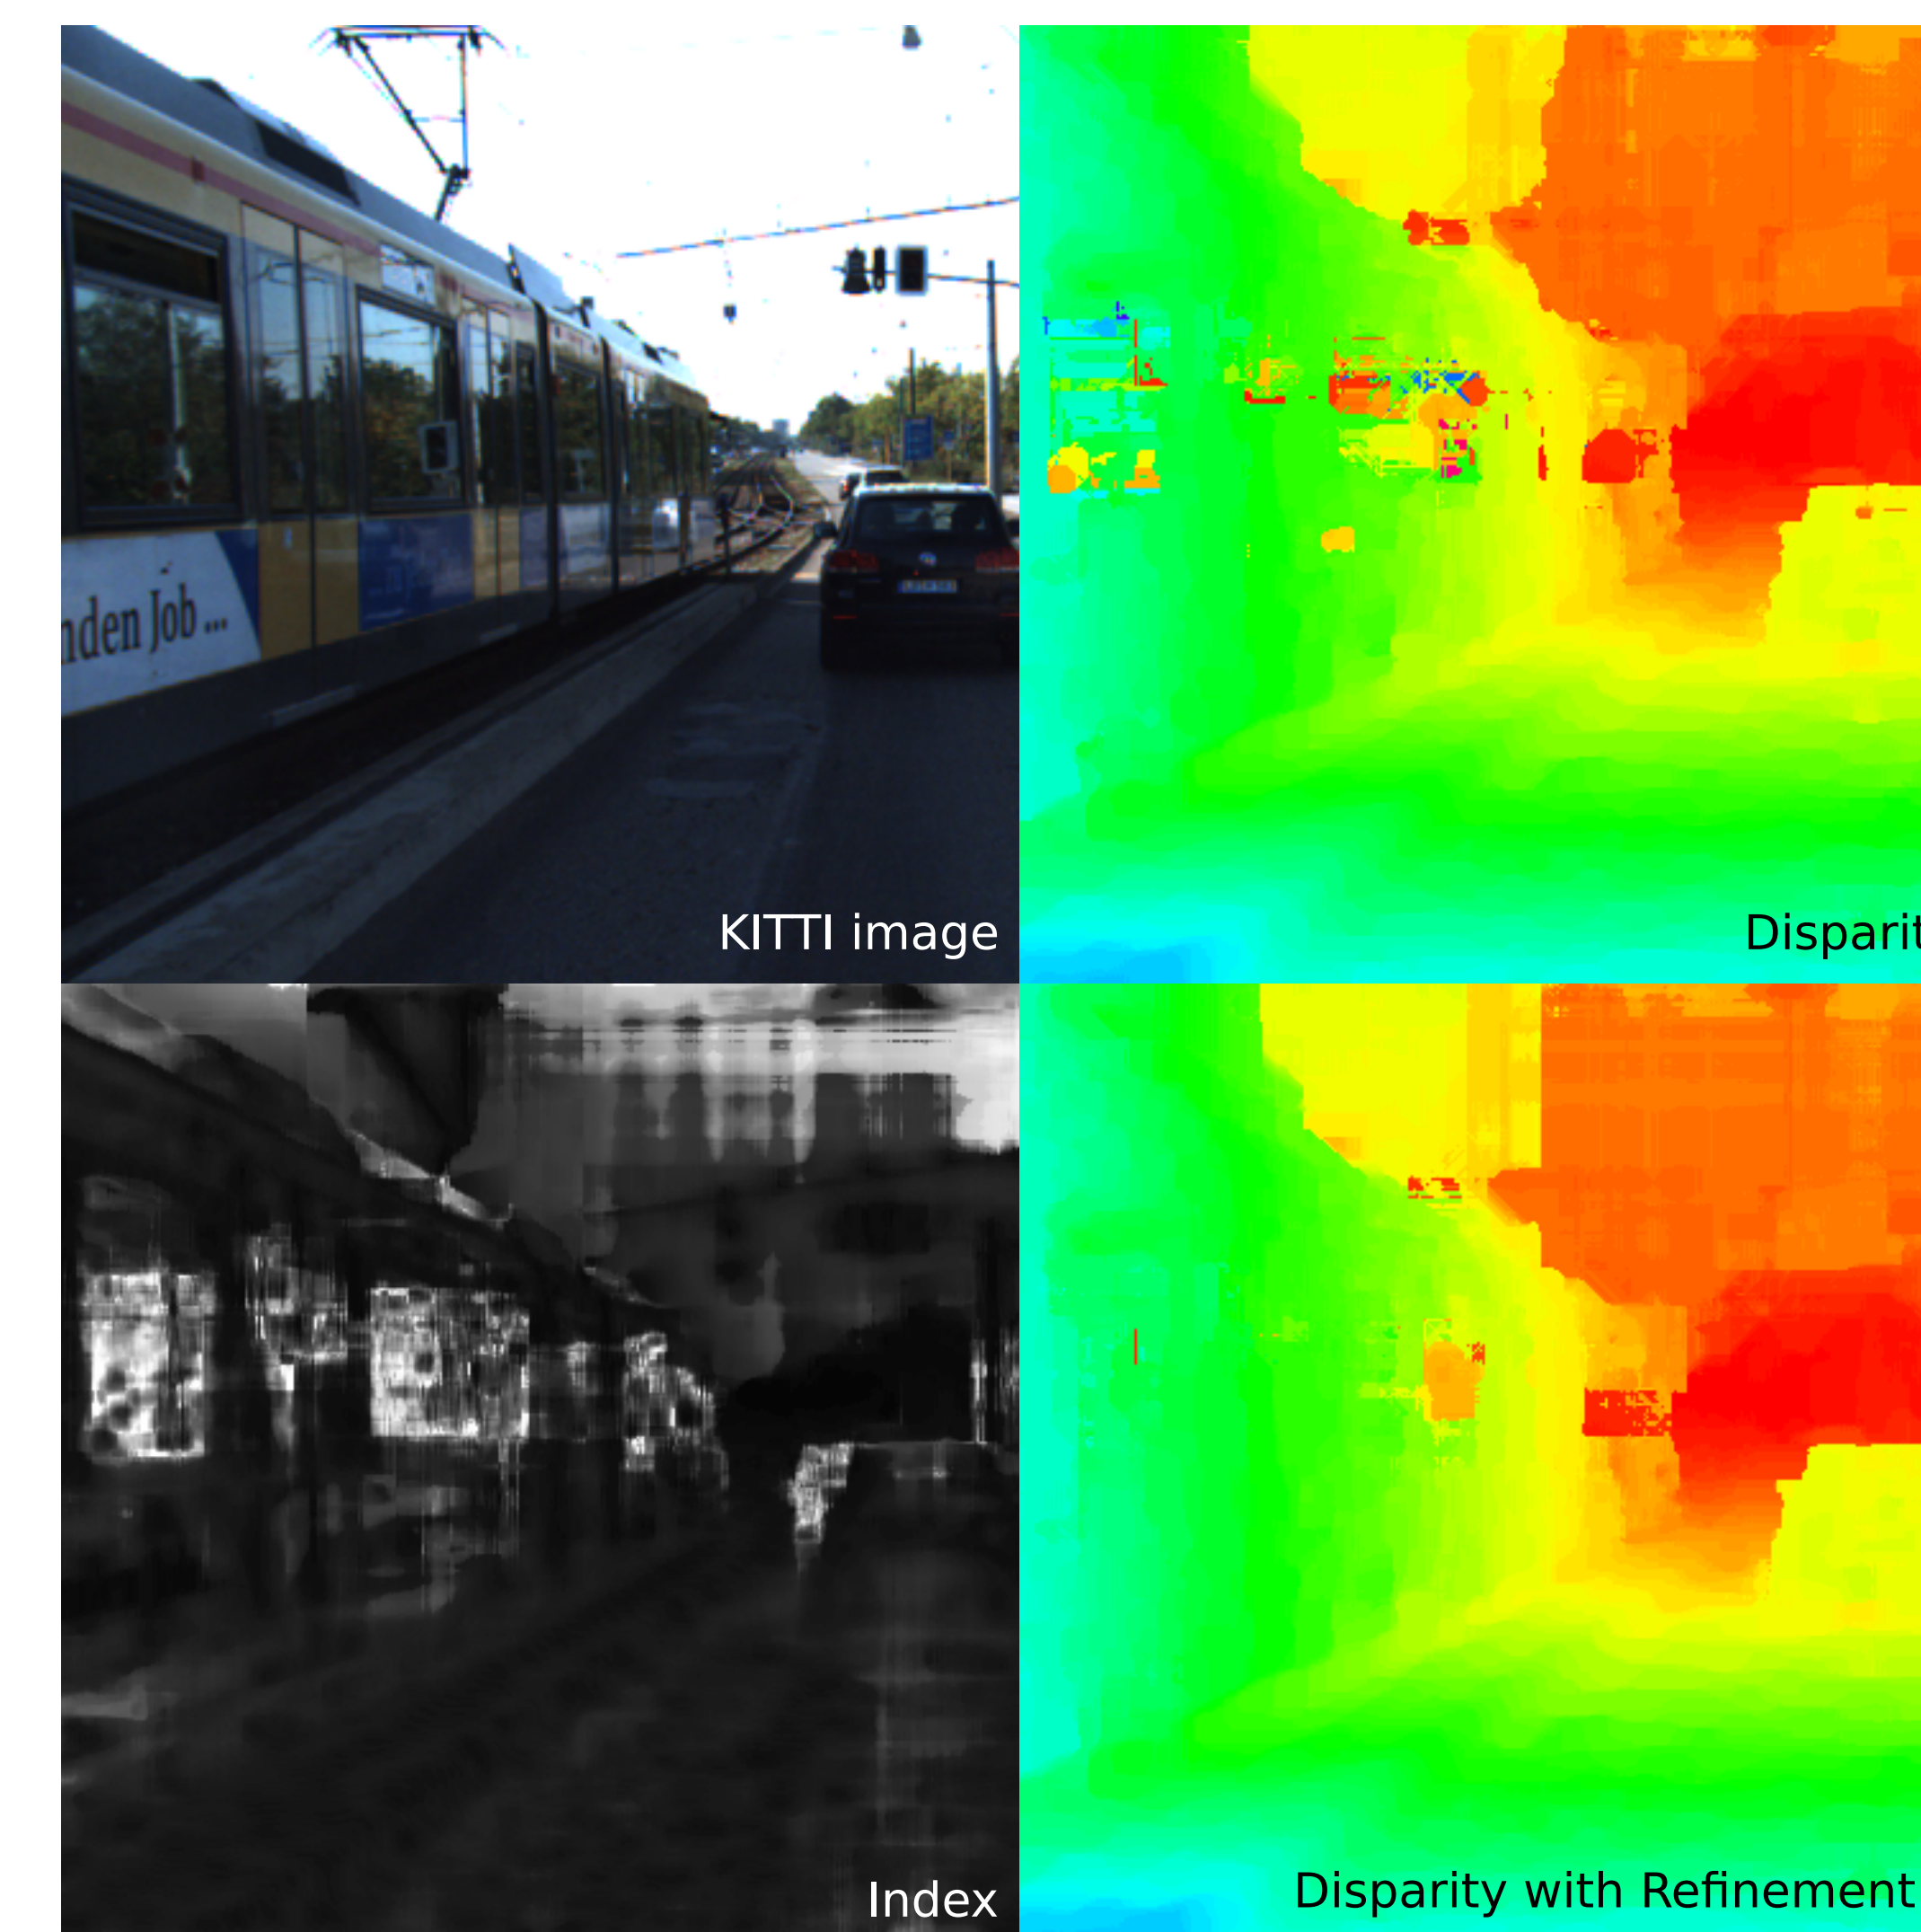 nden Job ...
KITTI image
Disparit
Index
Disparity with Refinement